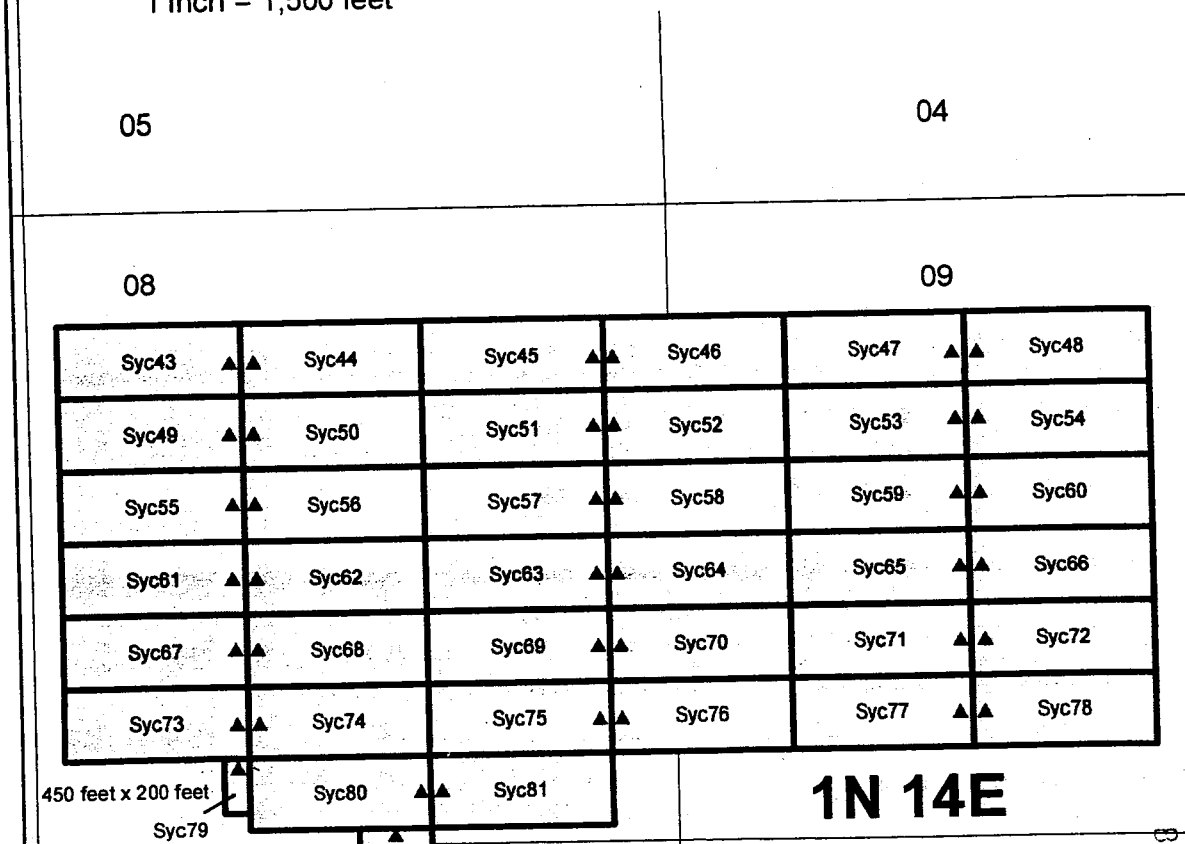 1 inch = 1,500 feet
05
04
08
09
Syc43 Syc44 Syc45 Syc46 Syc47 Syc48
Syc49 Syc50 Syc51 Syc52 Syc53 Syc54
Syc55 Syc56 Syc57 Syc58 Syc59 Syc60
Syc61 Syc62 Syc63 Syc64 Syc65 Syc66
Syc67 Syc68 Syc69 Syc70 Syc71 Syc72
Syc73 Syc74 Syc75 Syc76 Syc77 Syc78
450 feet x 200 feet Syc80 Syc81 1N 14E
Syc79